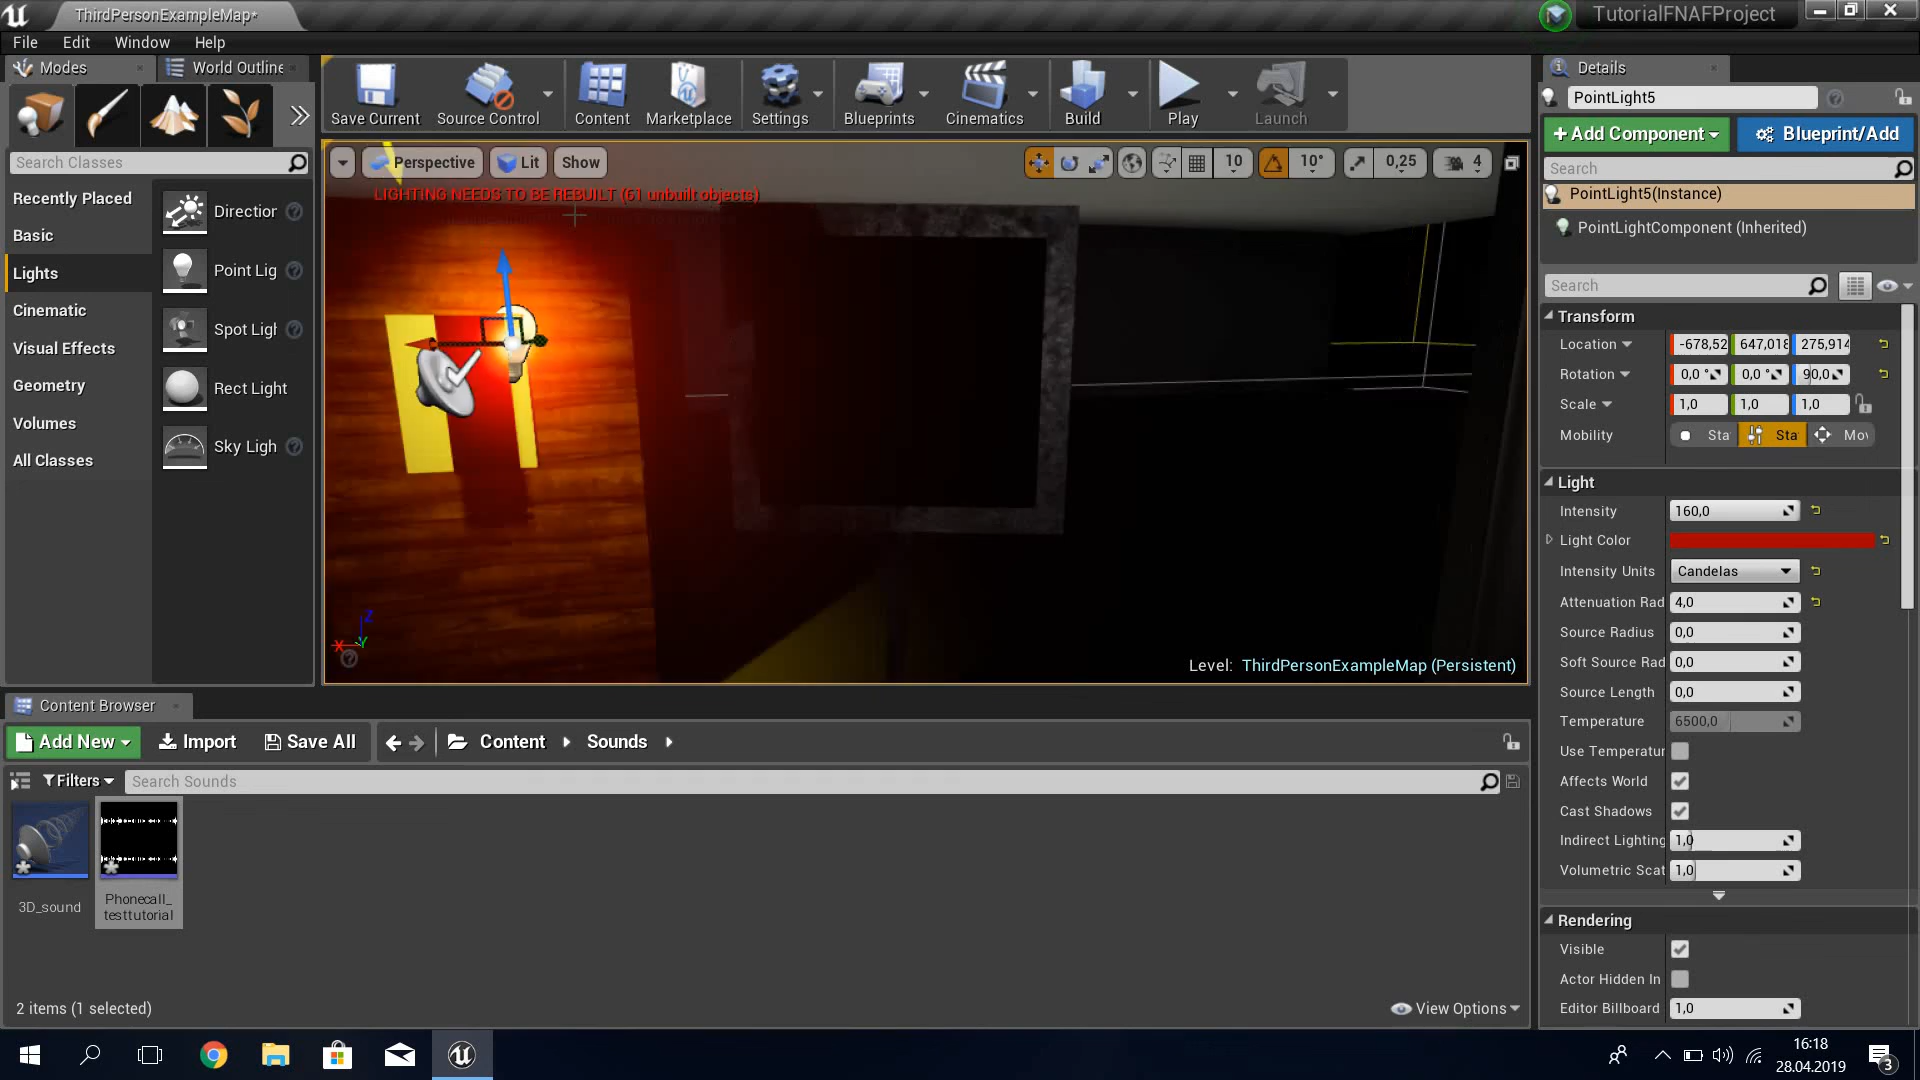 ThirdPersonExampleMap*
TutorialFNAFProject
File Edit Window Help
Modes
World Outline
Save Current
Source Control
Content
Marketplace
Settings
Blueprints
Cinematics
Build
Play
Launch
Search Classes
Recently Placed
Basic
Lights
Cinematic
Visual Effects
Geometry
Volumes
All Classes
Direction
Point Lig
Spot Ligh
Rect Light
Sky Ligh
Perspective
Lit
Show
10
10°
0,25
4
LIGHTING NEEDS TO BE REBUILT (61 unbuilt objects)
Z
X
Y
Level: ThirdPersonExampleMap (Persistent)
Details
PointLight5
+ Add Component
Blueprint/Add
Search
PointLight5(Instance)
PointLightComponent (Inherited)
Search
Transform
Location -678,52 647,018 275,914
Rotation 0,0 ° 0,0 ° 90,0
Scale 1,0 1,0 1,0
Mobility Sta Sta Mov
Light
Intensity 160,0
Light Color
Intensity Units Candelas
Attenuation Rad 4,0
Source Radius 0,0
Soft Source Rad 0,0
Source Length 0,0
Temperature 6500,0
Use Temperatur
Affects World
Cast Shadows
Indirect Lighting 1,0
Volumetric Scat 1,0
Rendering
Visible
Actor Hidden In
Editor Billboard 1,0
Content Browser
Add New
Import
Save All
Content
Sounds
Filters
Search Sounds
3D_sound
Phonecall_
testtutorial
2 items (1 selected)
View Options
16:18
28.04.2019
3